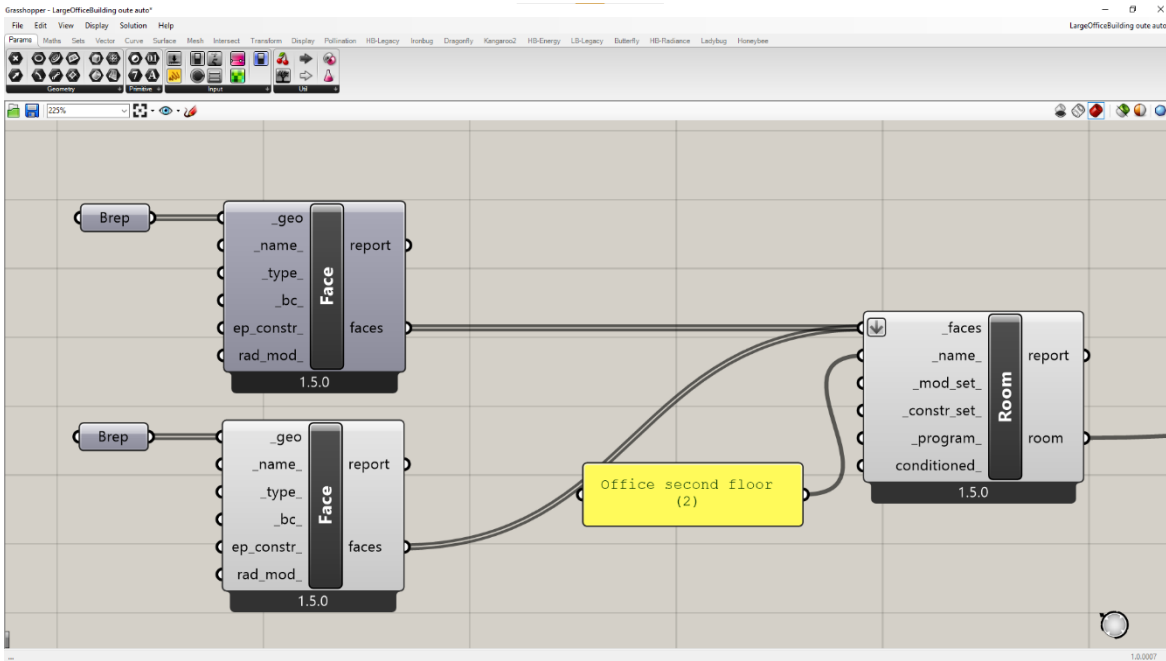 Grasshopper - LargeOfficeBuilding oute auto*
File Edit View Display Solution Help
LargeOfficeBuilding oute auto
Params Maths Sets Vector Curve Surface Mesh Intersect Transform Display Pollination HB-Legacy Ironbug Dragonfly Kangaroo2 HB-Energy LB-Legacy Butterfly HB-Radiance Ladybug Honeybee
Geometry Primitive Input Util
225%
Brep
_geo
_name_
_type_
_bc_
ep_constr_
rad_mod_
Face
report
faces
1.5.0
Brep
_geo
_name_
_type_
_bc_
ep_constr_
rad_mod_
Face
report
faces
1.5.0
Office second floor
(2)
_faces
_name_
_mod_set_
_constr_set_
_program_
conditioned_
Room
report
room
1.5.0
1.0.0007